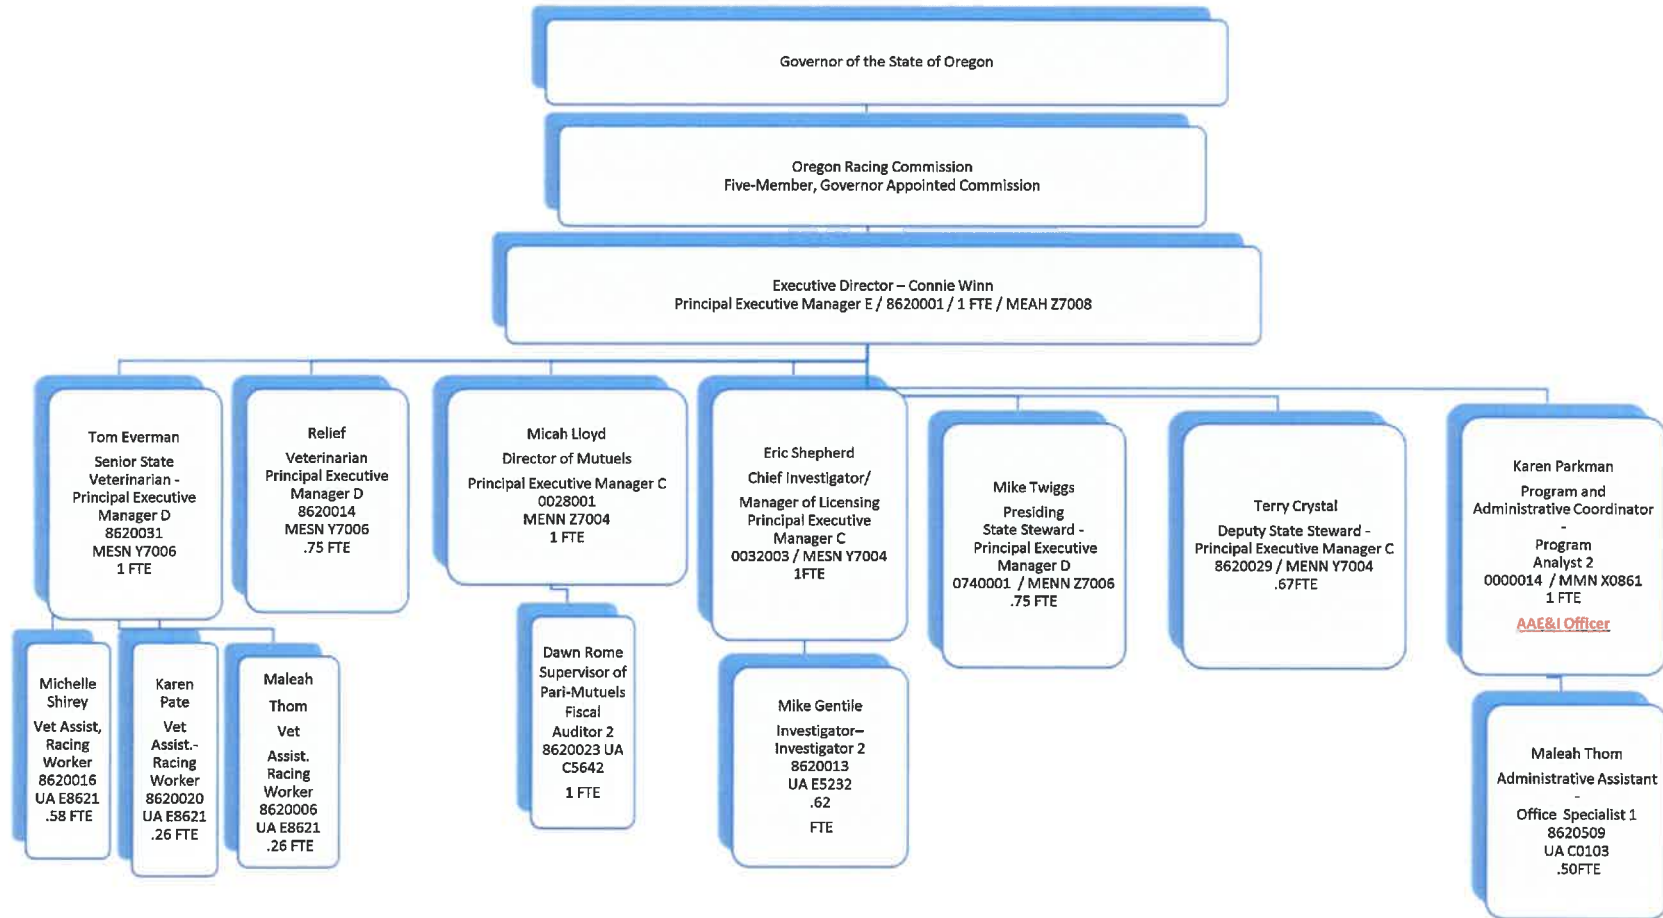 Governor of the State of Oregon
Oregon Racing Commission
Five-Member, Governor Appointed Commission
Executive Director – Connie Winn
Principal Executive Manager E / 8620001 / 1 FTE / MEAH Z7008
Tom Everman
Senior State
Veterinarian -
Principal Executive
Manager D
8620031
MESN Y7006
1 FTE
Relief
Veterinarian
Principal Executive
Manager D
8620014
MESN Y7006
.75 FTE
Micah Lloyd
Director of Mutuels
Principal Executive Manager C
0028001
MENN Z7004
1 FTE
Eric Shepherd
Chief Investigator/
Manager of Licensing
Principal Executive
Manager C
0032003 / MESN Y7004
1FTE
Mike Twiggs
Presiding
State Steward -
Principal Executive
Manager D
0740001 / MENN Z7006
.75 FTE
Terry Crystal
Deputy State Steward -
Principal Executive Manager C
8620029 / MENN Y7004
.67FTE
Karen Parkman
Program and
Administrative Coordinator
-
Program
Analyst 2
0000014 / MMN X0861
1 FTE
AAE&I Officer
Michelle
Shirey
Vet Assist,
Racing
Worker
8620016
UA E8621
.58 FTE
Karen
Pate
Vet
Assist.-
Racing
Worker
8620020
UA E8621
.26 FTE
Maleah
Thom
Vet
Assist.
Racing
Worker
8620006
UA E8621
.26 FTE
Dawn Rome
Supervisor of
Pari-Mutuels
Fiscal
Auditor 2
8620023 UA
C5642
1 FTE
Mike Gentile
Investigator–
Investigator 2
8620013
UA E5232
.62
FTE
Maleah Thom
Administrative Assistant
-
Office Specialist 1
8620509
UA C0103
.50FTE